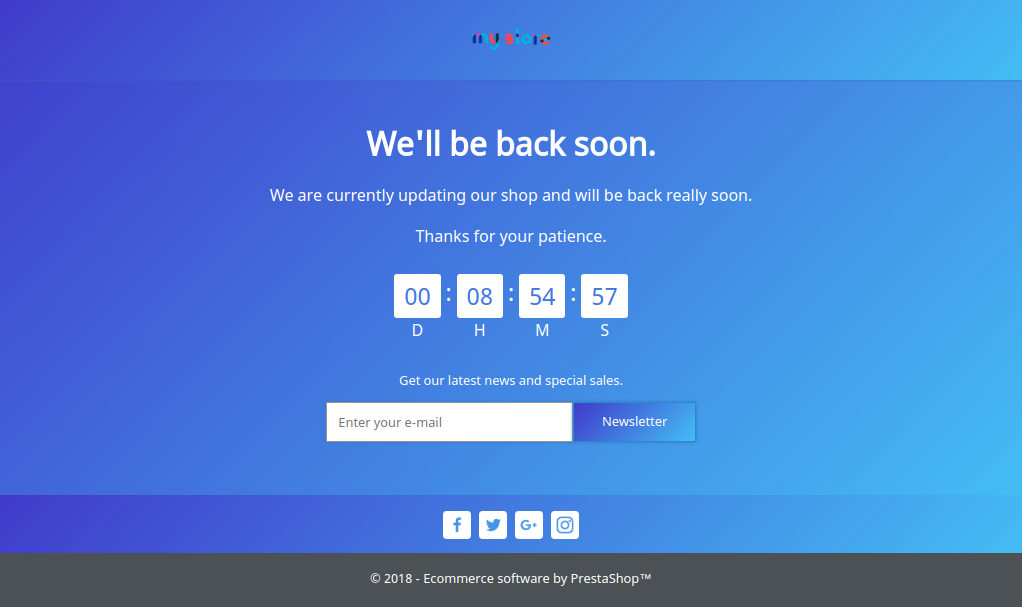 my store
We'll be back soon.
We are currently updating our shop and will be back really soon.
Thanks for your patience.
00 : 08 : 54 : 57
D H M S
Get our latest news and special sales.
Enter your e-mail Newsletter
f G+
© 2018 - Ecommerce software by PrestaShop™